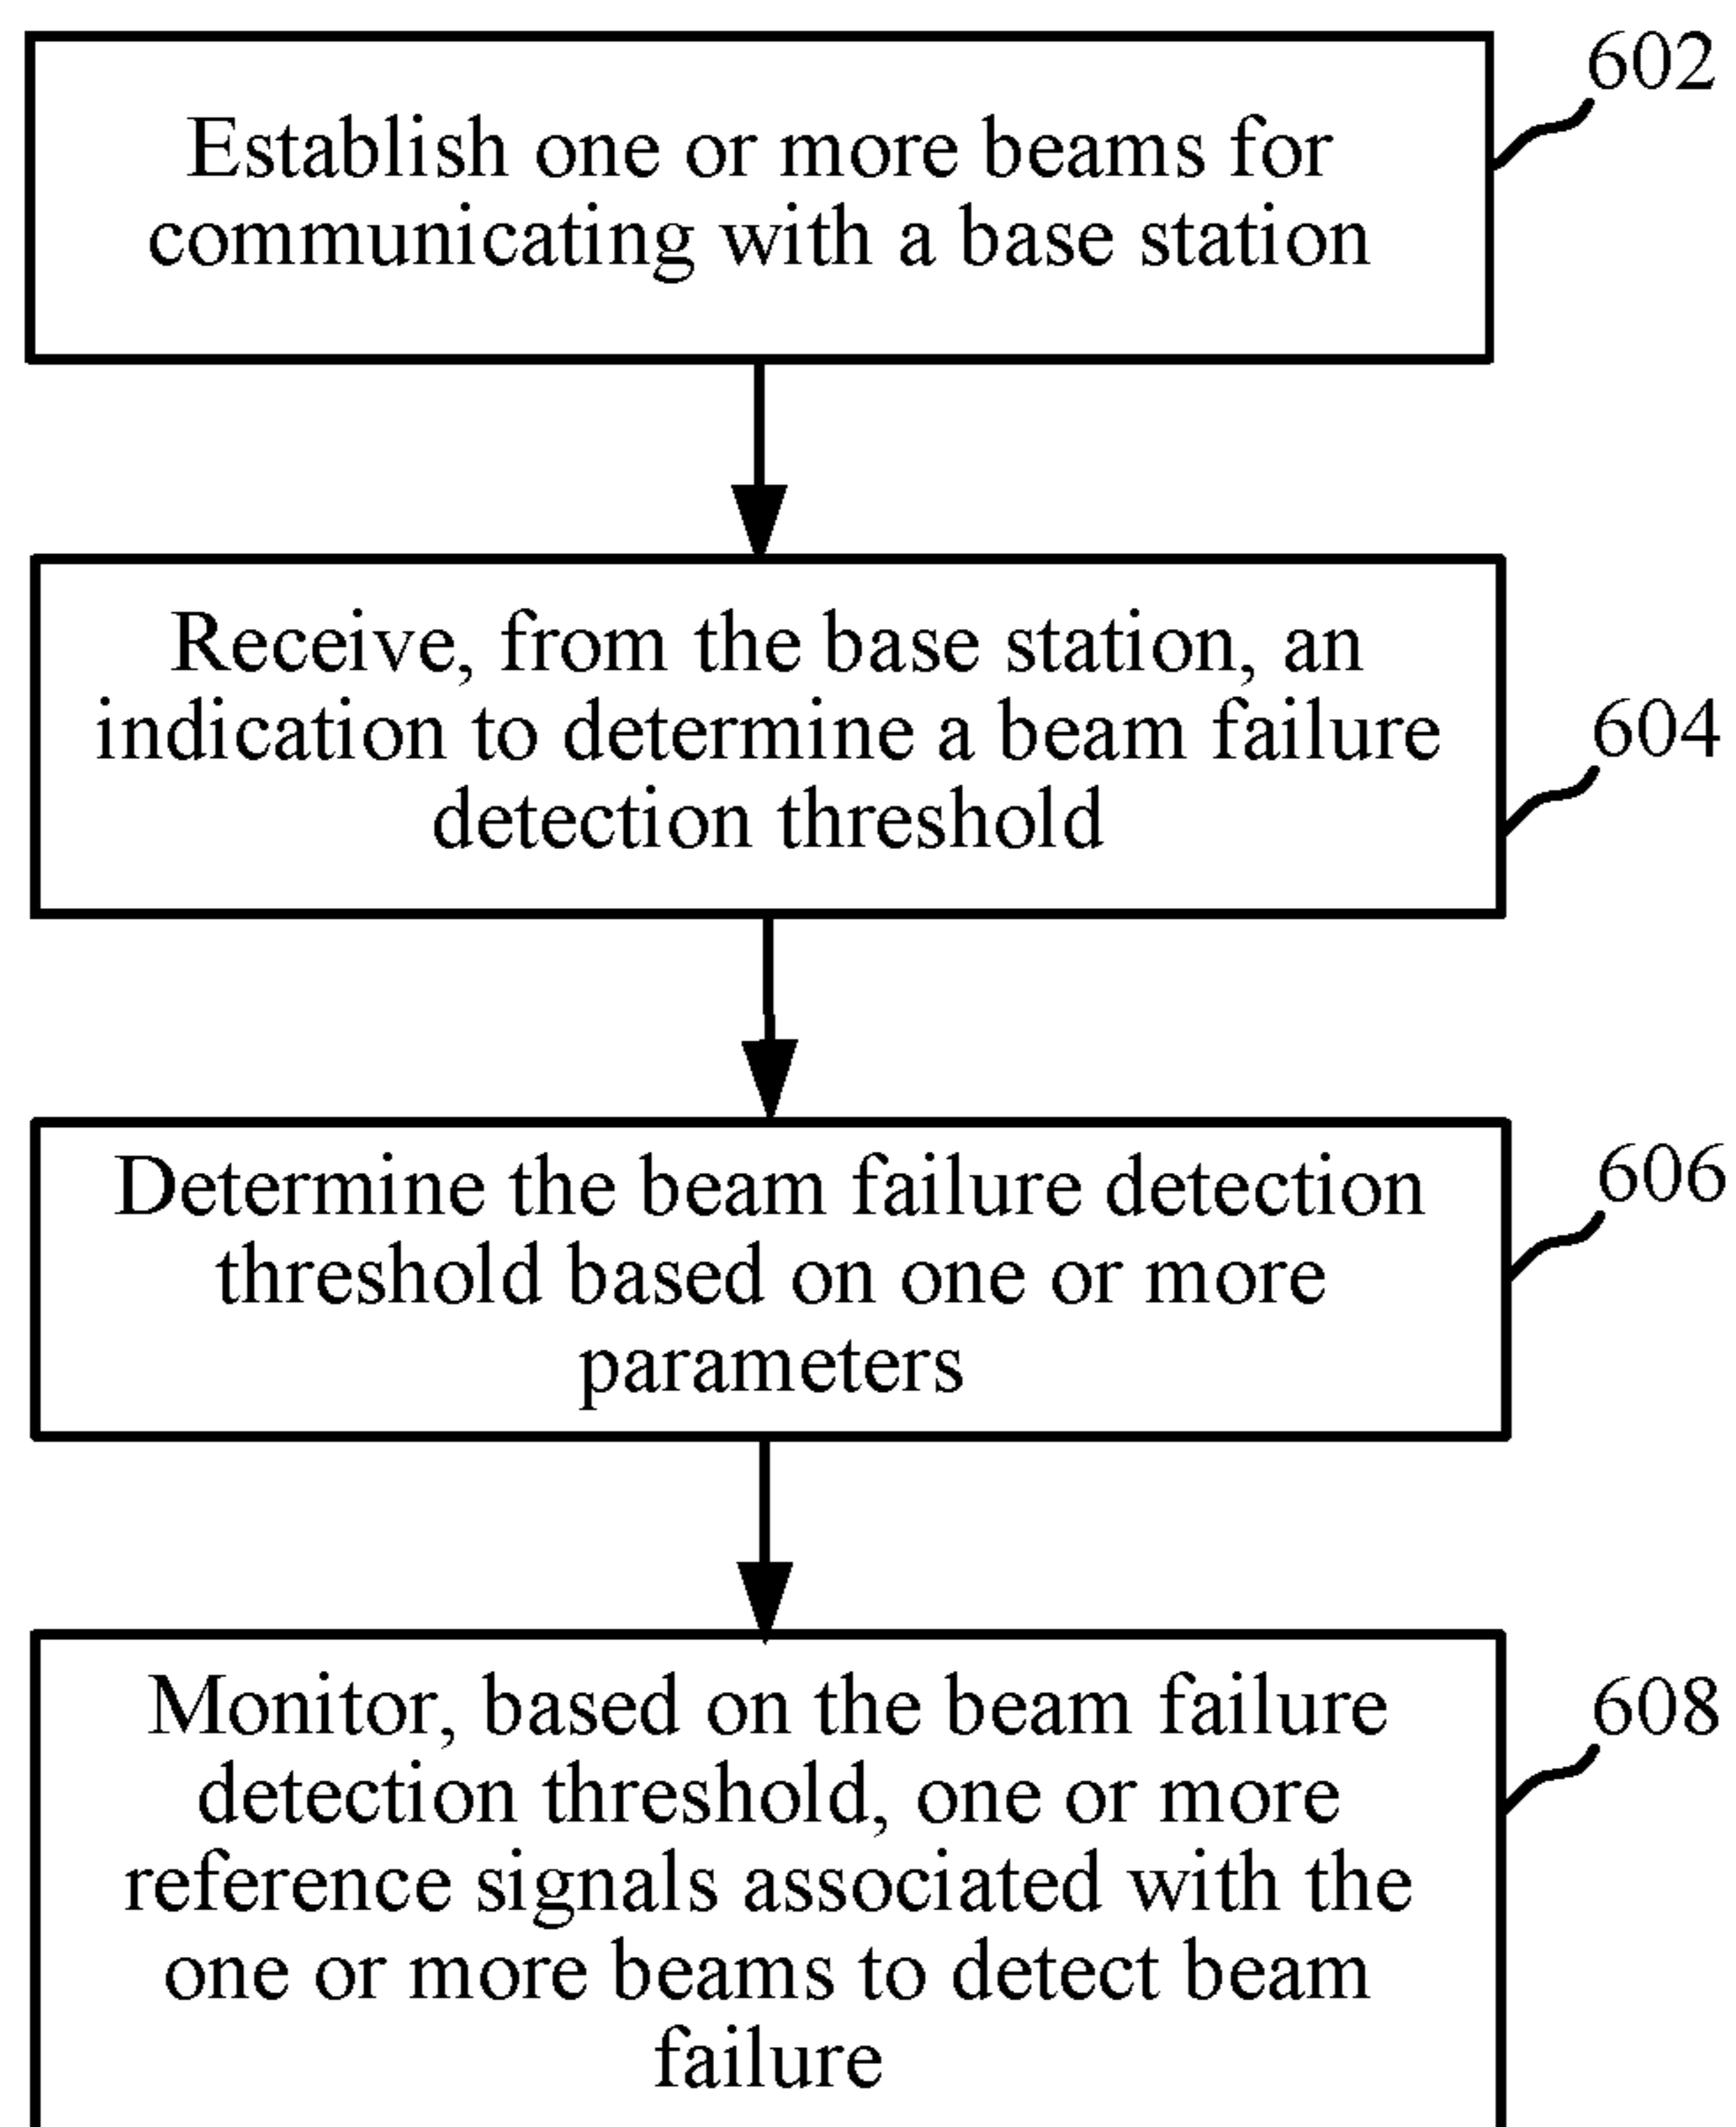 602
Establish one or more beams for
communicating with a base station
Receive, from the base station, an
indication to determine a beam failure
detection threshold
604
Determine the beam failure detection
threshold based on one or more
parameters
606
Monitor, based on the beam failure
detection threshold, one or more
reference signals associated with the
one or more beams to detect beam
failure
608